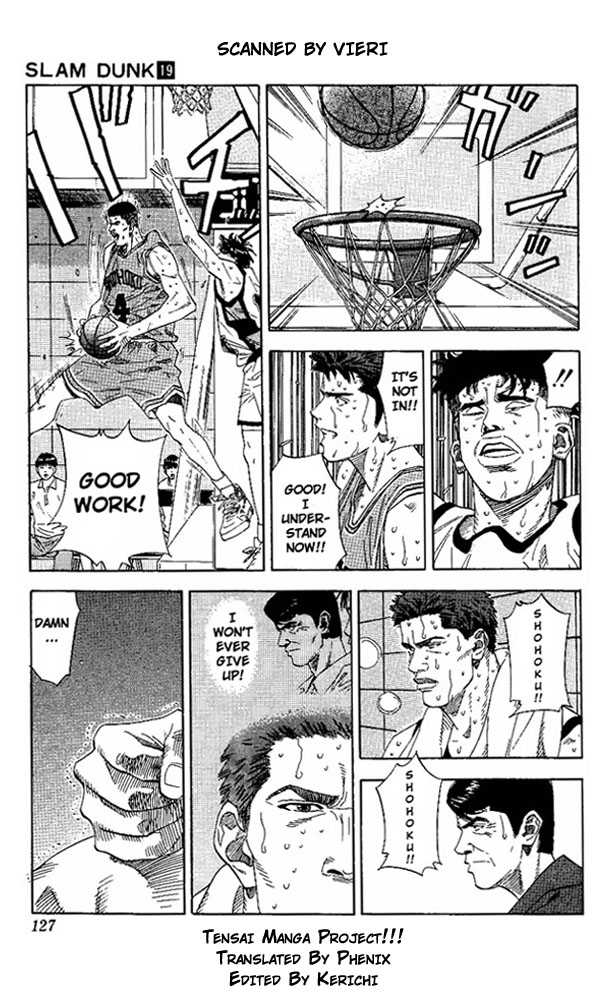 SCANNED BY VIERI
SLAM DUNK 19
IT'S
NOT
IN!!
!!
GOOD!
I
UNDER-
STAND
NOW!!
4
GOOD
WORK!
SHOHOKU!!
SHOHOKU!!
I
WON'T
EVER
GIVE
UP!
DAMN
...
127
TENSAI MANGA PROJECT!!!
TRANSLATED BY PHENIX
EDITED BY KERICHI